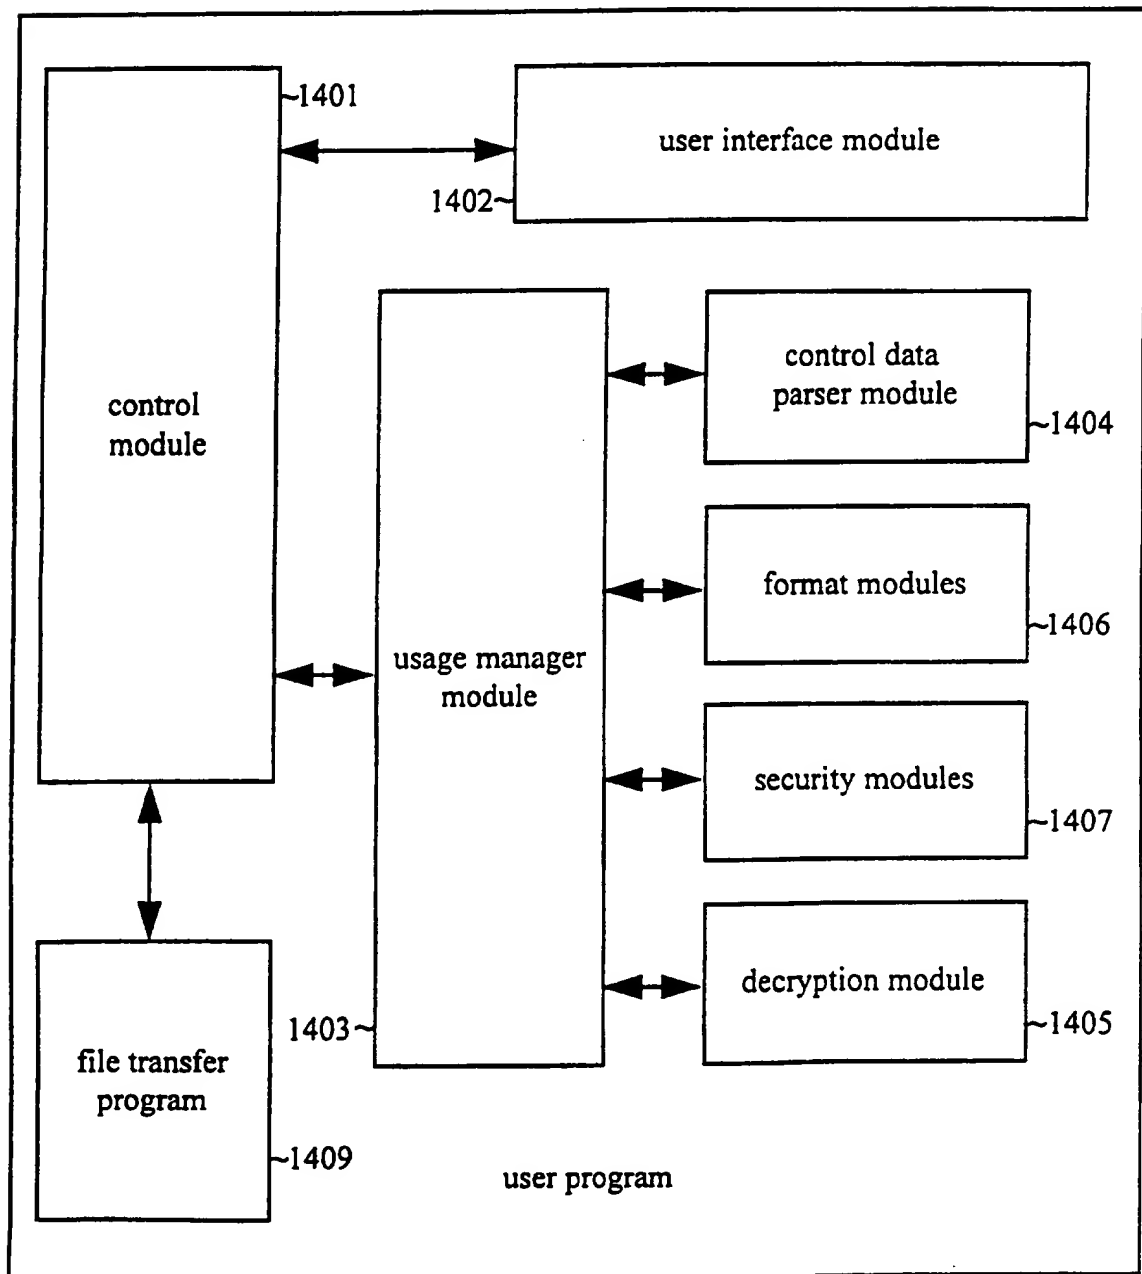 ~1401
user interface module
1402~
control data
parser module
~1404
control
module
format modules
~1406
usage manager
module
security modules
~1407
decryption module
~1405
1403~
file transfer
program
~1409
user program